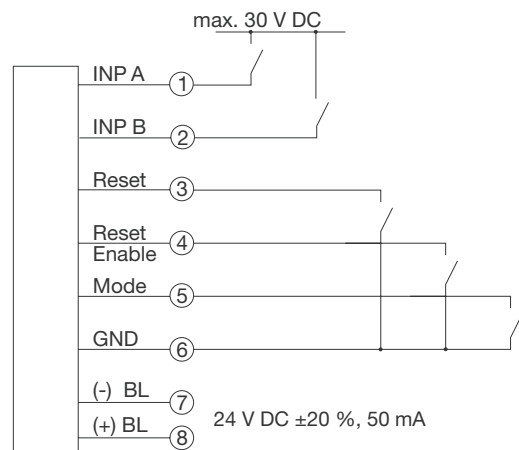 max. 30 V DC
INP A 1
INP B 2
Reset 3
Reset
Enable 4
Mode 5
GND 6
(-) BL 7
(+) BL 8
24 V DC ±20 %, 50 mA